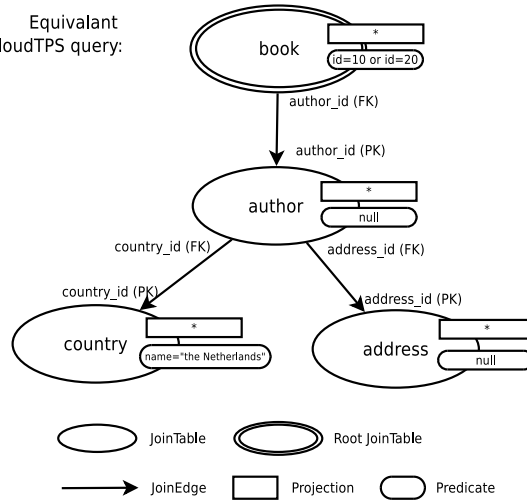 Equivalant
loudTPS query:
*
book
id=10 or id=20
author_id (FK)
author_id (PK)
*
author
null
country_id (FK)
address_id (FK)
country_id (PK)
address_id (PK)
*
*
country
name="the Netherlands"
address
null
JoinTable
Root JoinTable
JoinEdge
Projection
Predicate